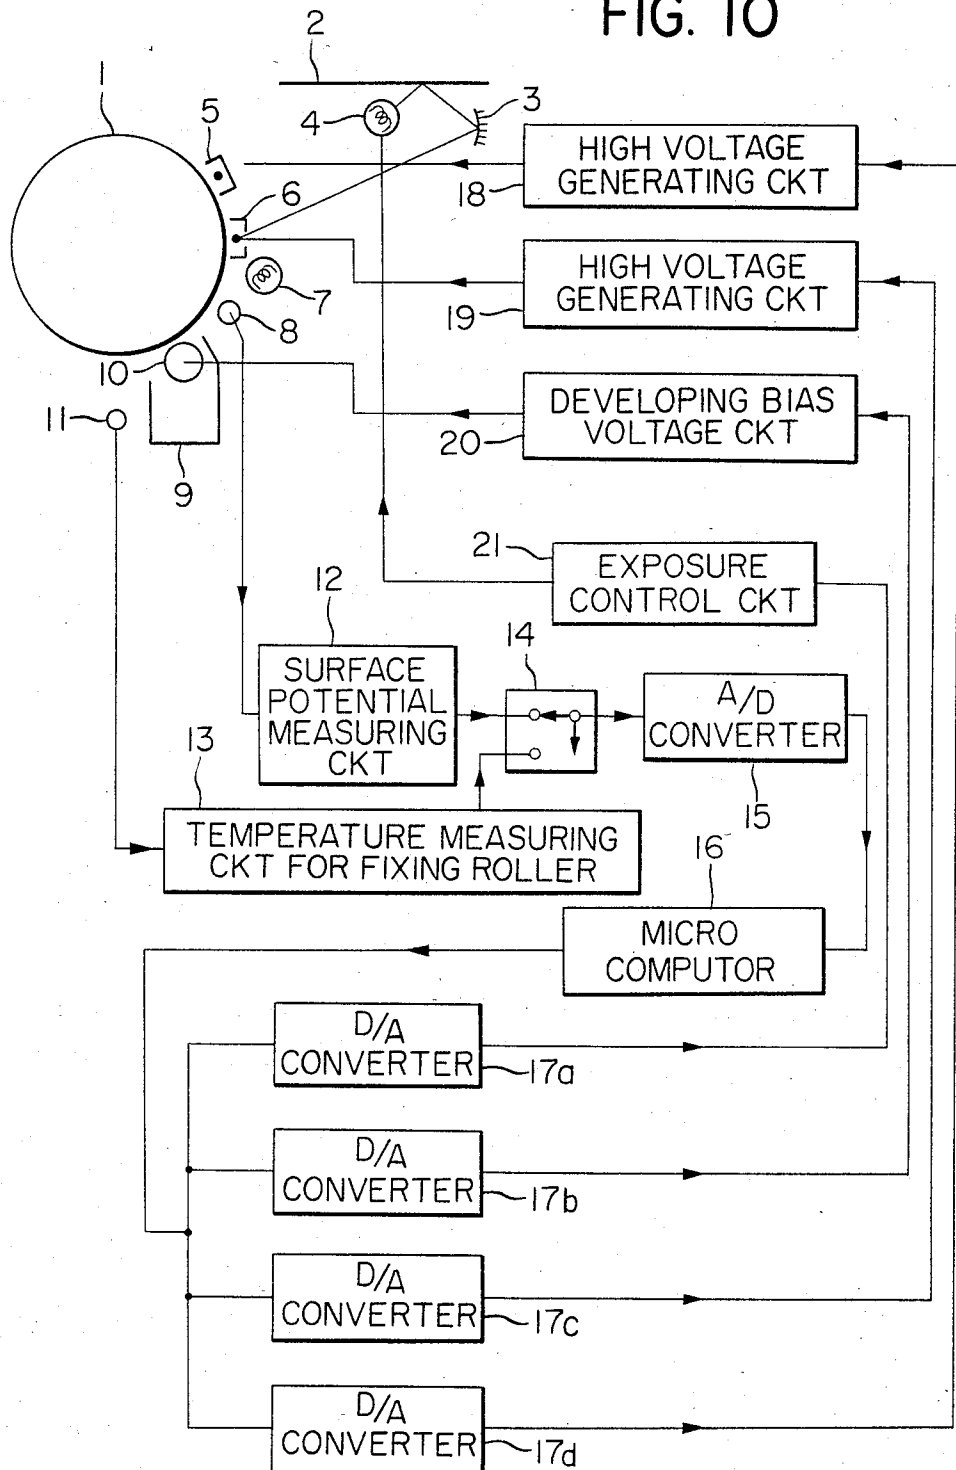 FIG. 10
2
1
3
4
5
HIGH VOLTAGE
GENERATING CKT
18
6
HIGH VOLTAGE
GENERATING CKT
19
7
8
10
DEVELOPING BIAS
VOLTAGE CKT
20
11
9
21
EXPOSURE
CONTROL CKT
12
SURFACE
POTENTIAL
MEASURING
CKT
14
A/D
CONVERTER
15
13
TEMPERATURE MEASURING
CKT FOR FIXING ROLLER
16
MICRO
COMPUTOR
D/A
CONVERTER
17a
D/A
CONVERTER
17b
D/A
CONVERTER
17c
D/A
CONVERTER
17d